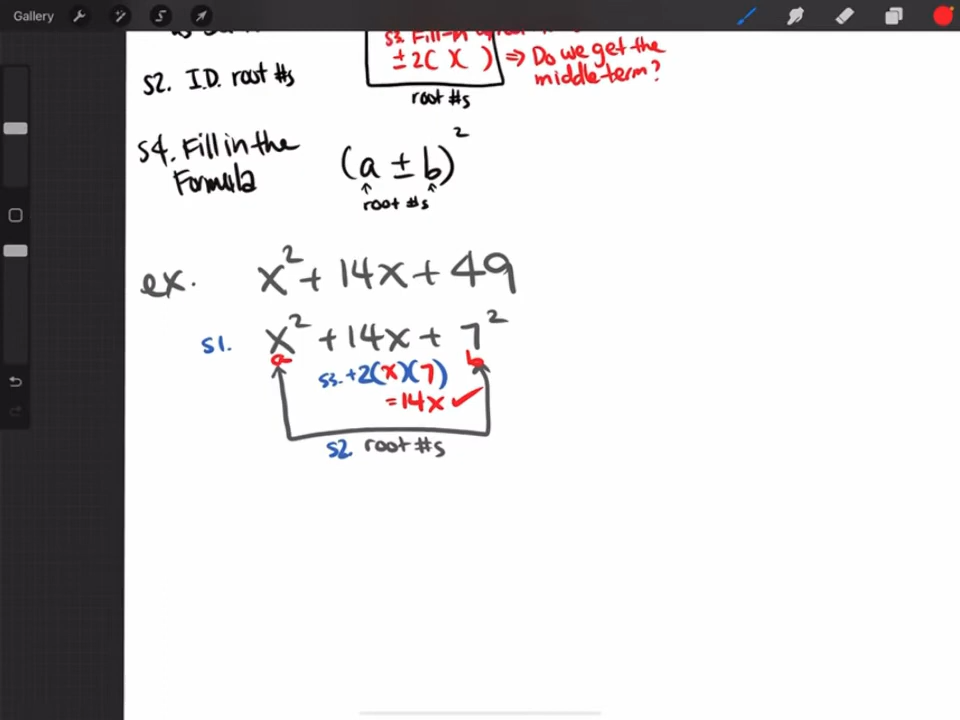 Gallery
s3. Fill-in
± 2( )( ) ⇒ Do we get the
middle term?
s2. I.D. root #s
root #s
s4. Fill in the
Formula
(a ± b)²
root #s
ex. x² + 14x + 49
s1. x² + 14x + 7²
a b
s3. +2(x)(7)
= 14x ✓
s2 root #s